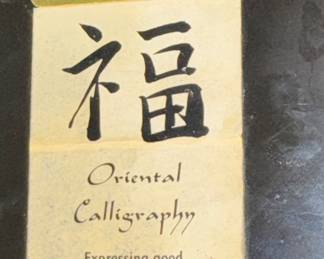 福
Oriental
Calligraphy
Expressing good